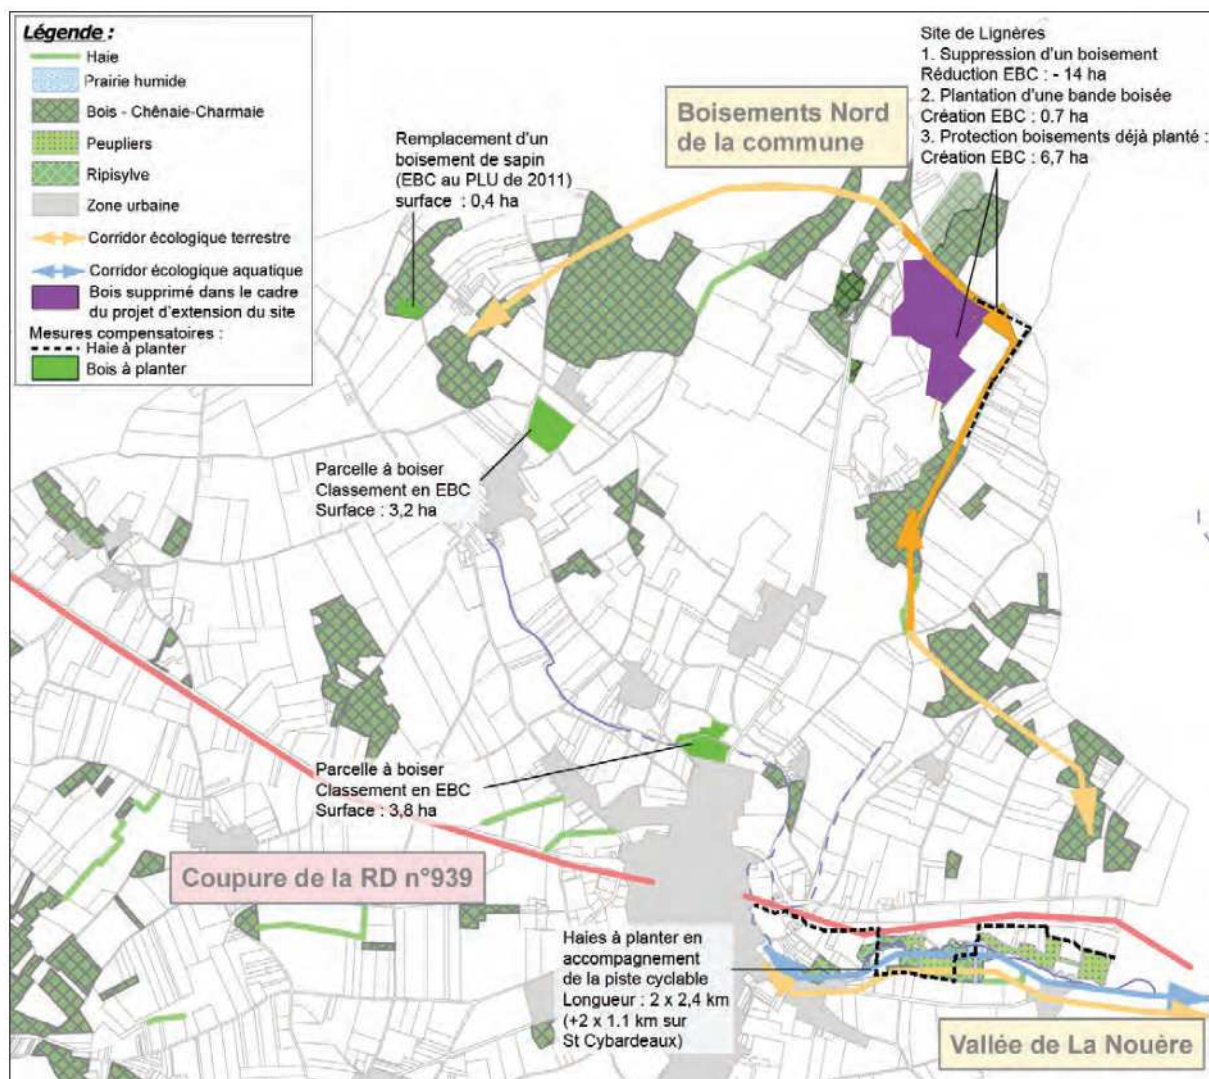 Légende :
Haie
Prairie humide
Bois - Chênaie-Charmaie
Peupliers
Ripisylve
Zone urbaine
Corridor écologique terrestre
Corridor écologique aquatique
Bois supprimé dans le cadre
du projet d'extension du site
Mesures compensatoires :
Haie à planter
Bois à planter
Remplacement d'un
boisement de sapin
(EBC au PLU de 2011)
surface : 0,4 ha
Boisements Nord
de la commune
Site de Lignères
1. Suppression d'un boisement
Réduction EBC : - 14 ha
2. Plantation d'une bande boisée
Création EBC : 0.7 ha
3. Protection boisements déjà planté :
Création EBC : 6,7 ha
Parcelle à boiser
Classement en EBC
Surface : 3,2 ha
Parcelle à boiser
Classement en EBC
Surface : 3,8 ha
Coupure de la RD n°939
Haies à planter en
accompagnement
de la piste cyclable
Longueur : 2 x 2,4 km
(+2 x 1.1 km sur
St Cybardeaux)
Vallée de La Nouère